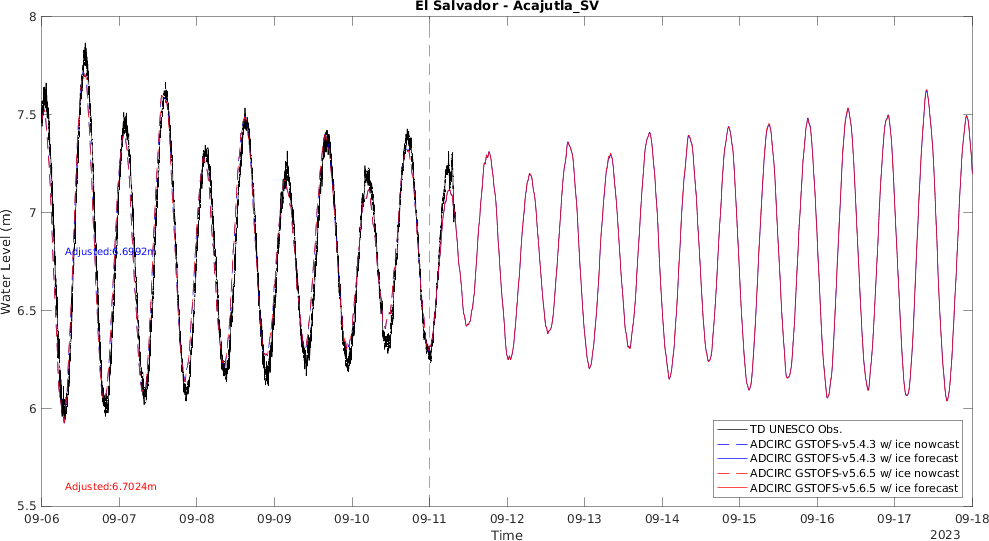 El Salvador - Acajutla_SV
8
7.5
7
6.5
6
5.5
Water Level (m)
Adjusted:6.6992m
Adjusted:6.7024m
TD UNESCO Obs.
ADCIRC GSTOFS-v5.4.3 w/ ice nowcast
ADCIRC GSTOFS-v5.4.3 w/ ice forecast
ADCIRC GSTOFS-v5.6.5 w/ ice nowcast
ADCIRC GSTOFS-v5.6.5 w/ ice forecast
09-06 09-07 09-08 09-09 09-10 09-11 09-12 09-13 09-14 09-15 09-16 09-17 09-18
Time
2023